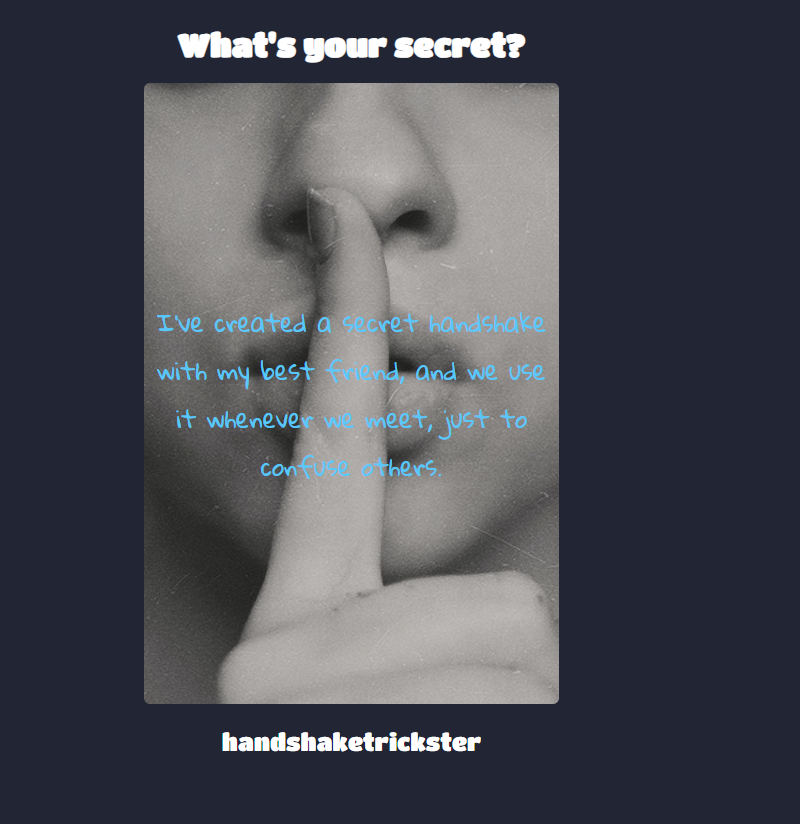 What's your secret?
I've created a secret handshake
with my best friend, and we use
it whenever we meet, just to
confuse others.
handshaketrickster